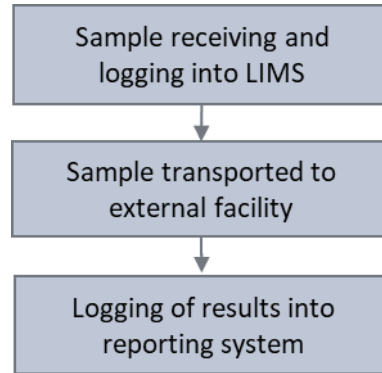 Sample receiving and
logging into LIMS
Sample transported to
external facility
Logging of results into
reporting system